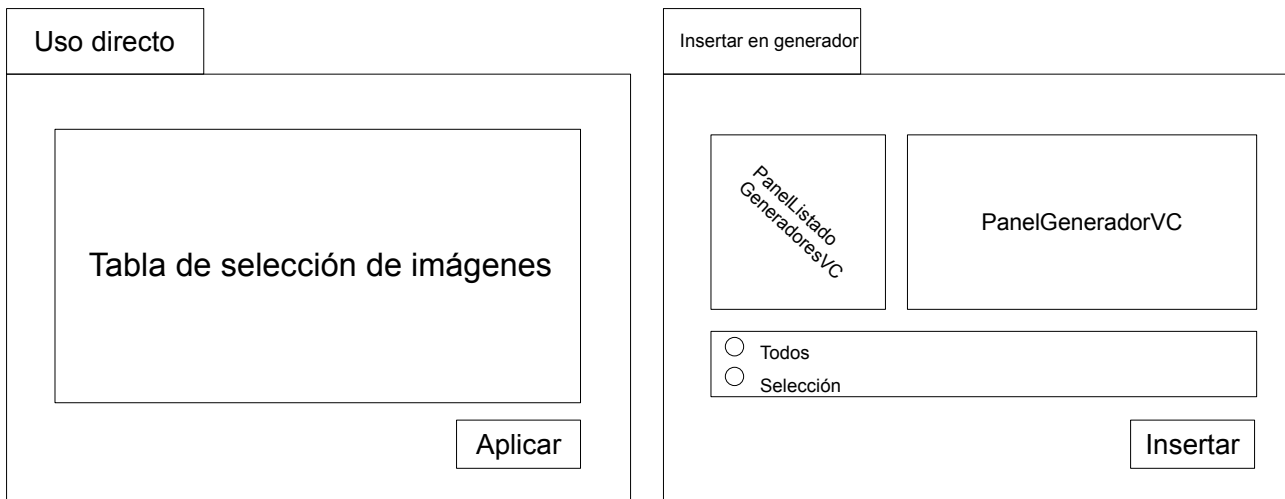 Uso directo
Tabla de selección de imágenes
Aplicar
Insertar en generador
PanelListado
GeneradoresVC
PanelGeneradorVC
Todos
Selección
Insertar